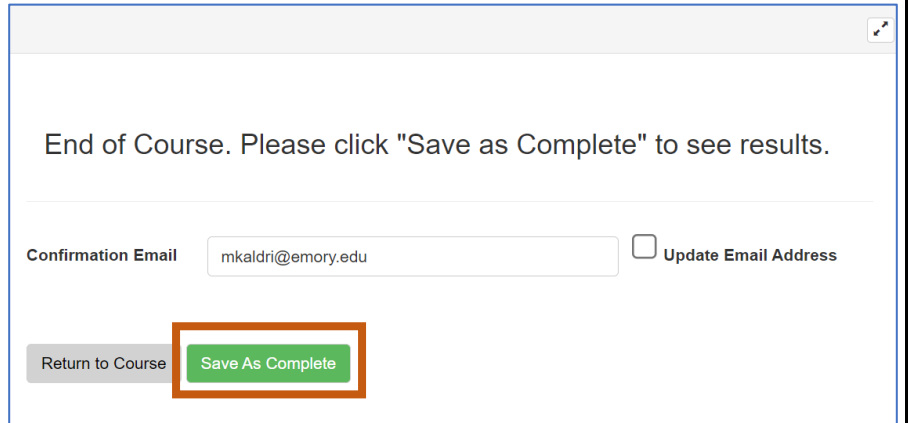 End of Course. Please click "Save as Complete" to see results.
Confirmation Email
mkaldri@emory.edu
Update Email Address
Return to Course
Save As Complete